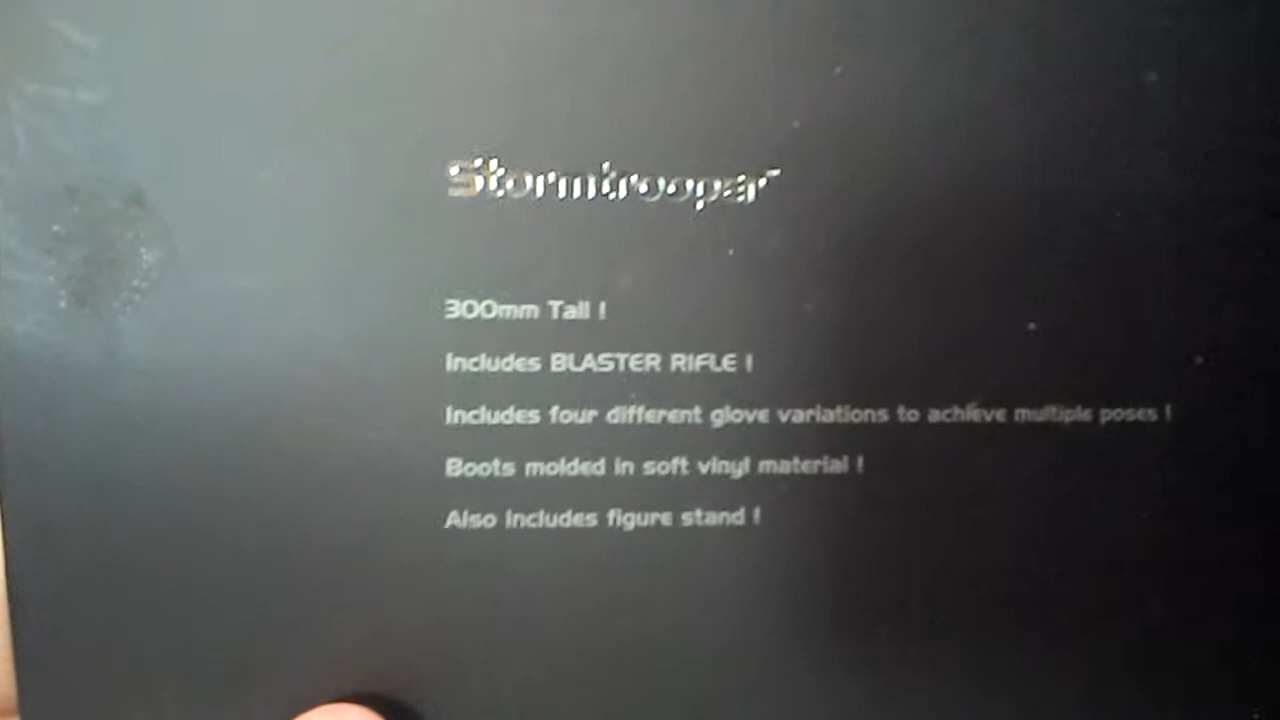 Stormtrooper™
300mm Tall !
Includes BLASTER RIFLE !
Includes four different glove variations to achieve multiple poses !
Boots molded in soft vinyl material !
Also includes figure stand !